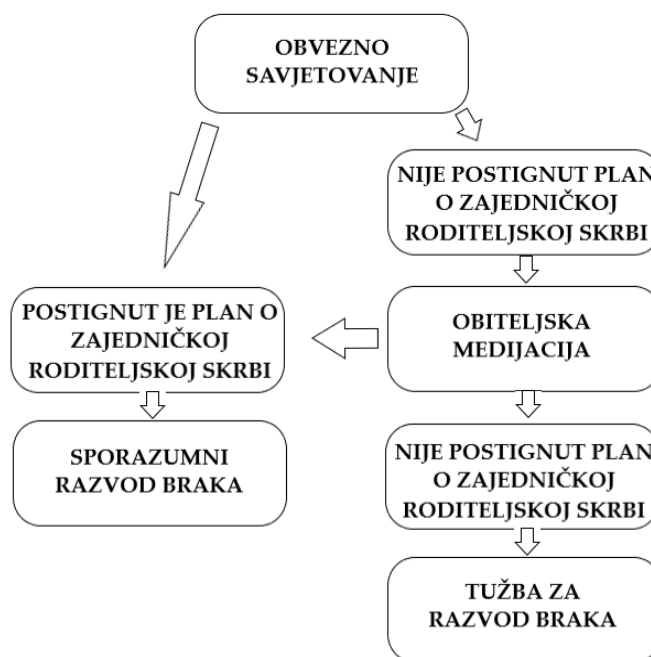 OBVEZNO
SAVJETOVANJE
NIJE POSTIGNUT PLAN
O ZAJEDNIČKOJ
RODITELJSKOJ SKRBI
POSTIGNUT JE PLAN O
ZAJEDNIČKOJ
RODITELJSKOJ SKRBI
OBITELJSKA
MEDIJACIJA
SPORAZUMNI
RAZVOD BRAKA
NIJE POSTIGNUT PLAN
O ZAJEDNIČKOJ
RODITELJSKOJ SKRBI
TUŽBA ZA
RAZVOD BRAKA